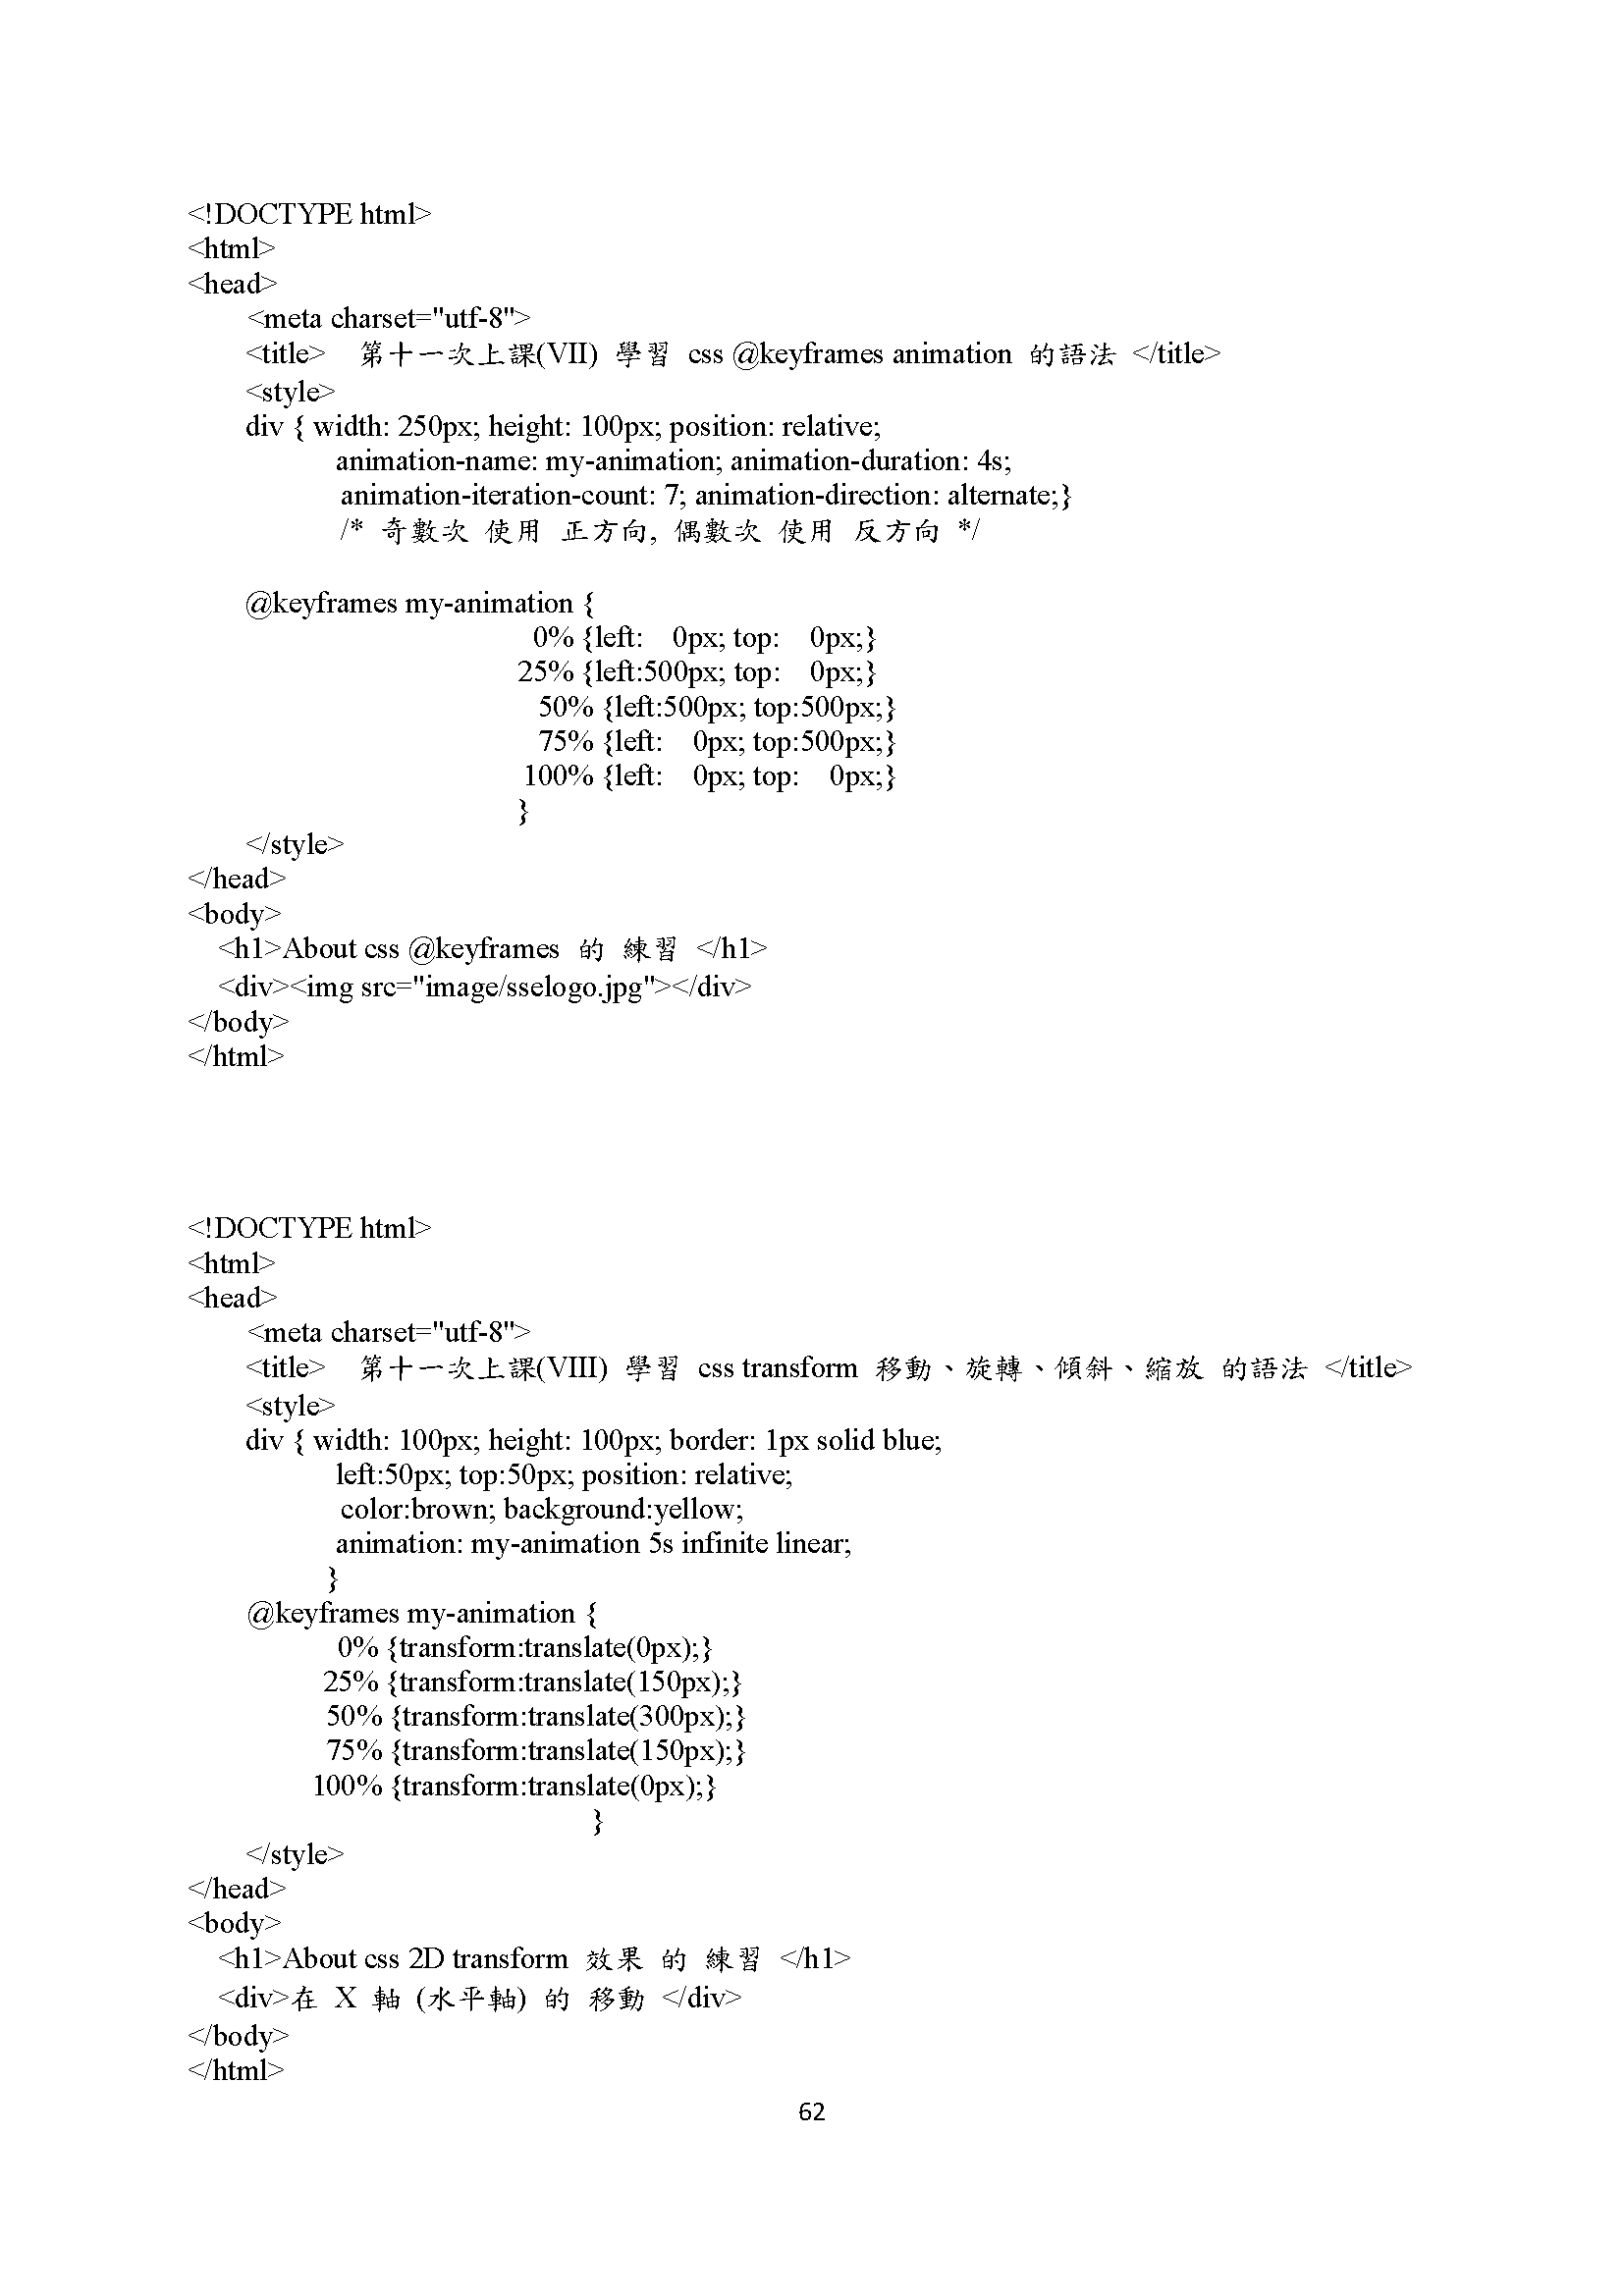 <!DOCTYPE html>
<html>
<head>
<meta charset="utf-8">
<title>  第十一次上課(VII) 學習 css @keyframes animation 的語法 </title>
<style>
div { width: 250px; height: 100px; position: relative;
animation-name: my-animation; animation-duration: 4s;
animation-iteration-count: 7; animation-direction: alternate;}
/* 奇數次 使用 正方向, 偶數次 使用 反方向 */
@keyframes my-animation {
0% {left:  0px; top:  0px;}
25% {left:500px; top:  0px;}
50% {left:500px; top:500px;}
75% {left:  0px; top:500px;}
100% {left:  0px; top:  0px;}
}
</style>
</head>
<body>
<h1>About css @keyframes 的 練習 </h1>
<div><img src="image/sselogo.jpg"></div>
</body>
</html>
<!DOCTYPE html>
<html>
<head>
<meta charset="utf-8">
<title>  第十一次上課(VIII) 學習 css transform 移動、旋轉、傾斜、縮放 的語法 </title>
<style>
div { width: 100px; height: 100px; border: 1px solid blue;
left:50px; top:50px; position: relative;
color:brown; background:yellow;
animation: my-animation 5s infinite linear;
}
@keyframes my-animation {
0% {transform:translate(0px);}
25% {transform:translate(150px);}
50% {transform:translate(300px);}
75% {transform:translate(150px);}
100% {transform:translate(0px);}
}
</style>
</head>
<body>
<h1>About css 2D transform 效果 的 練習 </h1>
<div>在 X 軸 (水平軸) 的 移動 </div>
</body>
</html>
62